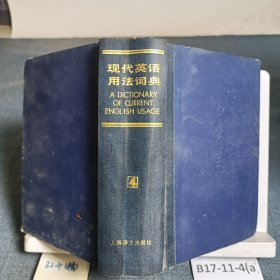 现代英语
用法词典
A DICTIONARY
OF CURRENT
ENGLISH USAGE
4
上海译文出版社
B17-11-4(a)